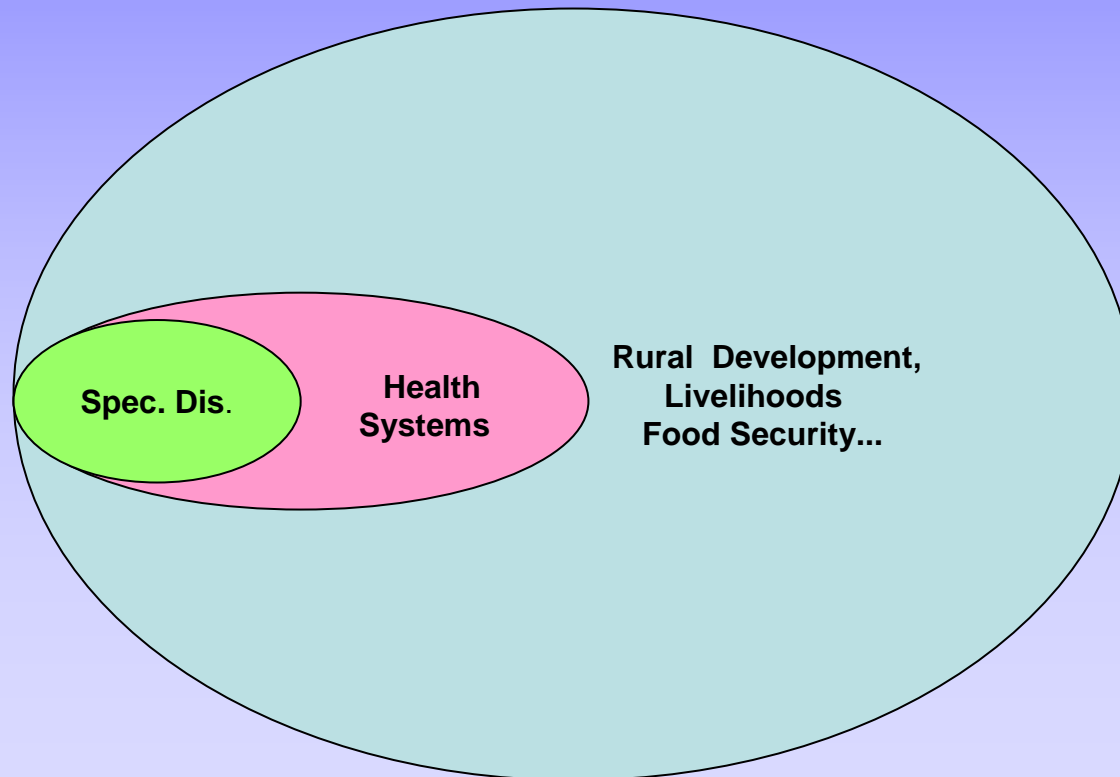 Spec. Dis.
Health
Systems
Rural Development,
Livelihoods
Food Security...